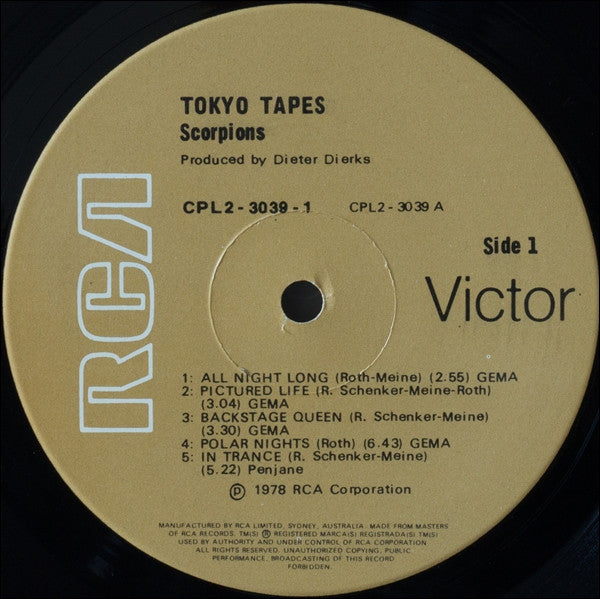 TOKYO TAPES
Scorpions
Produced by Dieter Dierks
CPL2 - 3039 - 1 CPL2 - 3039 A
Side 1
RCA
Victor
1: ALL NIGHT LONG (Roth-Meine) (2.55) GEMA
2: PICTURED LIFE (R. Schenker-Meine-Roth)
(3.04) GEMA
3: BACKSTAGE QUEEN (R. Schenker-Meine)
(3.30) GEMA
4: POLAR NIGHTS (Roth) (6.43) GEMA
5: IN TRANCE (R. Schenker-Meine)
(5.22) Penjane
Ⓟ 1978 RCA Corporation
MANUFACTURED BY RCA LIMITED, SYDNEY, AUSTRALIA. MADE FROM MASTERS
OF RCA RECORDS. TM(S) ® REGISTERED MARCA(S) REGISTRADA(S) TM(S)
USED BY AUTHORITY AND UNDER CONTROL OF RCA CORPORATION
ALL RIGHTS RESERVED. UNAUTHORIZED COPYING, PUBLIC
PERFORMANCE, BROADCASTING OF THIS RECORD
FORBIDDEN.